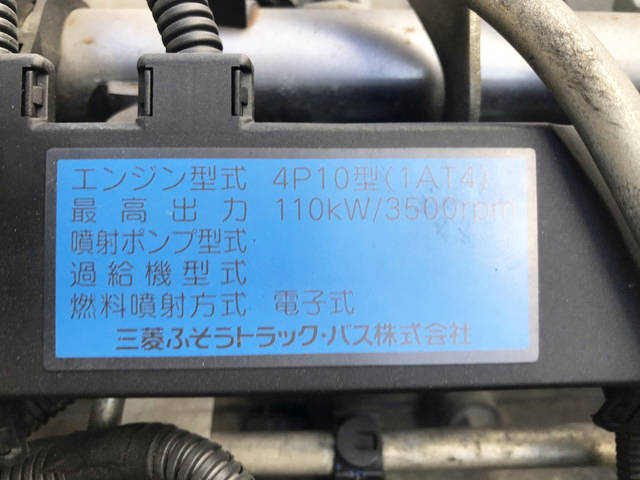 エンジン型式 4P10型(1AT4)
最高出力 110kW/3500rpm
噴射ポンプ型式
過給機型式
燃料噴射方式 電子式
三菱ふそうトラック・バス株式会社